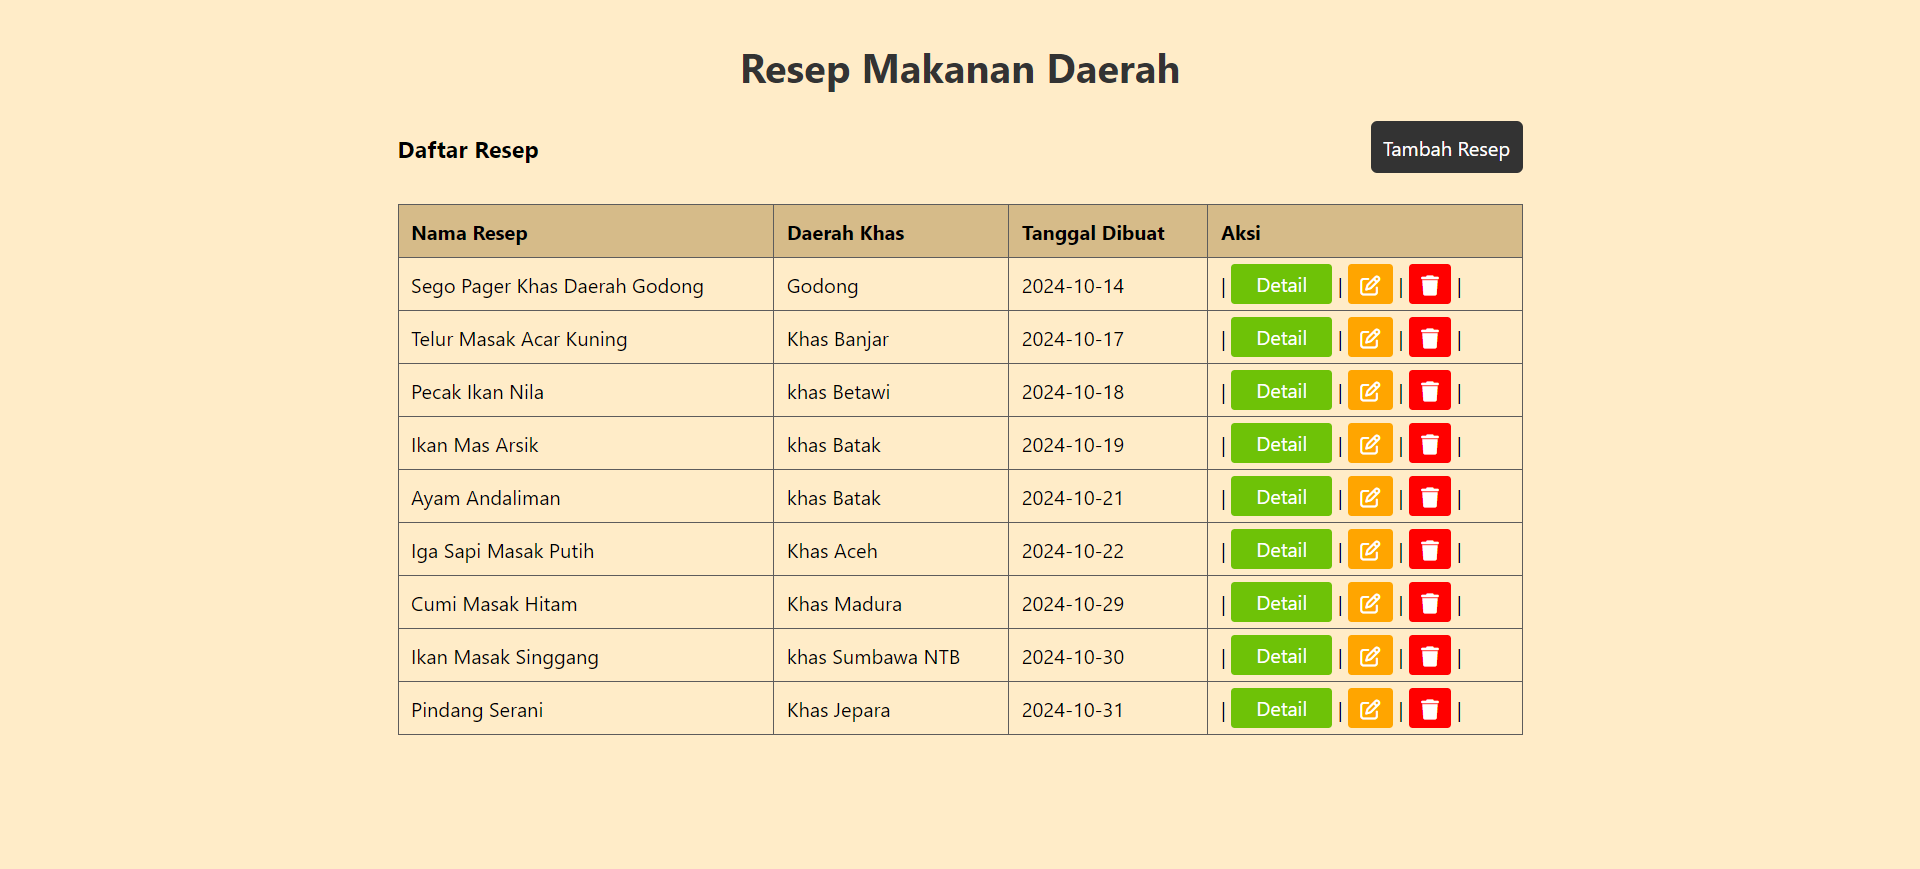 Resep Makanan Daerah
Daftar Resep
Tambah Resep
Nama Resep Daerah Khas Tanggal Dibuat Aksi
Sego Pager Khas Daerah Godong Godong 2024-10-14 | Detail | | |
Telur Masak Acar Kuning Khas Banjar 2024-10-17 | Detail | | |
Pecak Ikan Nila khas Betawi 2024-10-18 | Detail | | |
Ikan Mas Arsik khas Batak 2024-10-19 | Detail | | |
Ayam Andaliman khas Batak 2024-10-21 | Detail | | |
Iga Sapi Masak Putih Khas Aceh 2024-10-22 | Detail | | |
Cumi Masak Hitam Khas Madura 2024-10-29 | Detail | | |
Ikan Masak Singgang khas Sumbawa NTB 2024-10-30 | Detail | | |
Pindang Serani Khas Jepara 2024-10-31 | Detail | | |